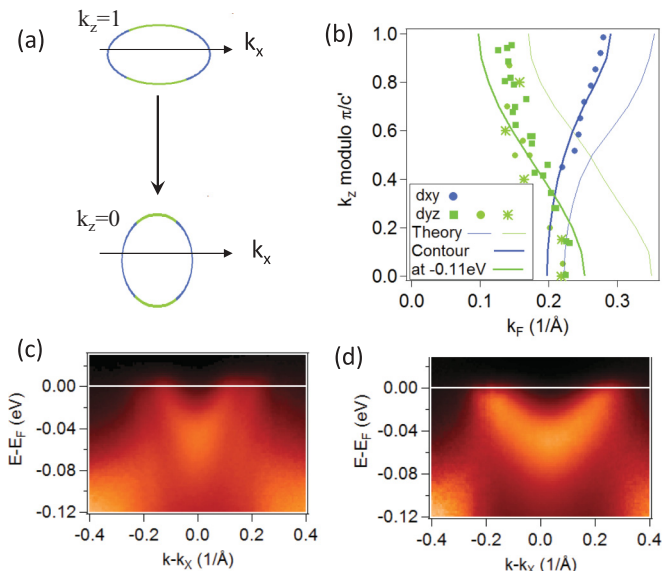 (a)
k_z=1
k_x
k_z=0
k_x
(b)
k_z modulo π/c'
1.0
0.8
0.6
0.4
0.2
0.0
dxy
dyz
Theory
Contour
at -0.11eV
0.0
0.1
0.2
0.3
k_F (1/Å)
(c)
E-E_F (eV)
0.00
-0.04
-0.08
-0.12
-0.4
-0.2
0.0
0.2
0.4
k-k_X (1/Å)
(d)
E-E_F (eV)
0.00
-0.04
-0.08
-0.12
-0.4
-0.2
0.0
0.2
0.4
k-k_X (1/Å)